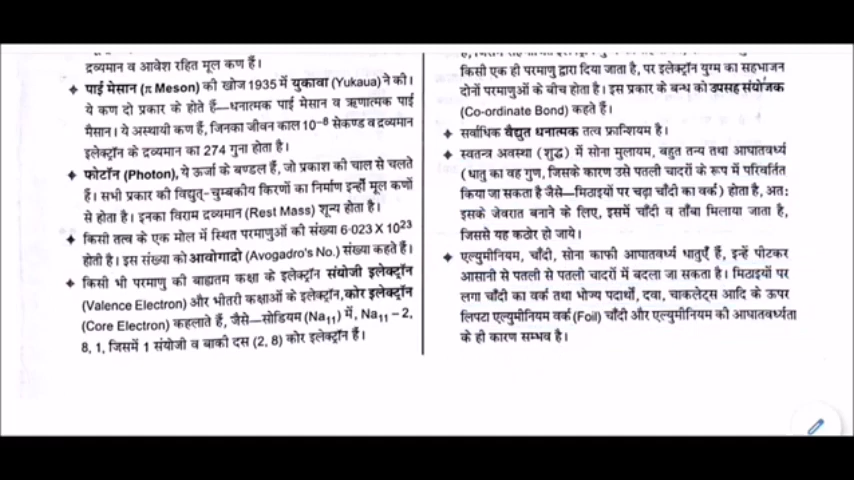 द्रव्यमान व आवेश रहित मूल कण हैं।
✦ पाई मेसान (π Meson) की खोज 1935 में युकावा (Yukaua) ने की।
ये कण दो प्रकार के होते हैं—धनात्मक पाई मेसान व ऋणात्मक पाई
मैसान। ये अस्थायी कण हैं, जिनका जीवन काल 10⁻⁸ सेकण्ड व द्रव्यमान
इलेक्ट्रॉन के द्रव्यमान का 274 गुना होता है।
✦ फोटॉन (Photon), ये ऊर्जा के बण्डल हैं, जो प्रकाश की चाल से चलते
हैं। सभी प्रकार की विद्युत्-चुम्बकीय किरणों का निर्माण इन्हीं मूल कणों
से होता है। इनका विराम द्रव्यमान (Rest Mass) शून्य होता है।
✦ किसी तत्व के एक मोल में स्थित परमाणुओं की संख्या 6·023 X 10²³
होती है। इस संख्या को आवोगाद्रो (Avogadro's No.) संख्या कहते हैं।
✦ किसी भी परमाणु की बाह्यतम कक्षा के इलेक्ट्रॉन संयोजी इलेक्ट्रॉन
(Valence Electron) और भीतरी कक्षाओं के इलेक्ट्रॉन, कोर इलेक्ट्रॉन
(Core Electron) कहलाते हैं, जैसे—सोडियम (Na₁₁) में, Na₁₁ – 2,
8, 1, जिसमें 1 संयोजी व बाकी दस (2, 8) कोर इलेक्ट्रॉन हैं।
किसी एक ही परमाणु द्वारा दिया जाता है, पर इलेक्ट्रॉन युग्म का सहभाजन
दोनों परमाणुओं के बीच होता है। इस प्रकार के बन्ध को उपसह संयोजक
(Co-ordinate Bond) कहते हैं।
✦ सर्वाधिक वैद्युत धनात्मक तत्व फ्रान्शियम है।
✦ स्वतन्त्र अवस्था (शुद्ध) में सोना मुलायम, बहुत तन्य तथा आघातवर्ध्य
(धातु का वह गुण, जिसके कारण उसे पतली चादरों के रूप में परिवर्तित
किया जा सकता है जैसे—मिठाइयों पर चढ़ा चाँदी का वर्क) होता है, अतः
इसके जेवरात बनाने के लिए, इसमें चाँदी व ताँबा मिलाया जाता है,
जिससे यह कठोर हो जाये।
✦ एल्युमीनियम, चाँदी, सोना काफी आघातवर्ध्य धातुएँ हैं, इन्हें पीटकर
आसानी से पतली से पतली चादरों में बदला जा सकता है। मिठाइयों पर
लगा चाँदी का वर्क तथा भोज्य पदार्थों, दवा, चाकलेट्स आदि के ऊपर
लिपटा एल्युमीनियम वर्क (Foil) चाँदी और एल्युमीनियम की आघातवर्ध्यता
के ही कारण सम्भव है।